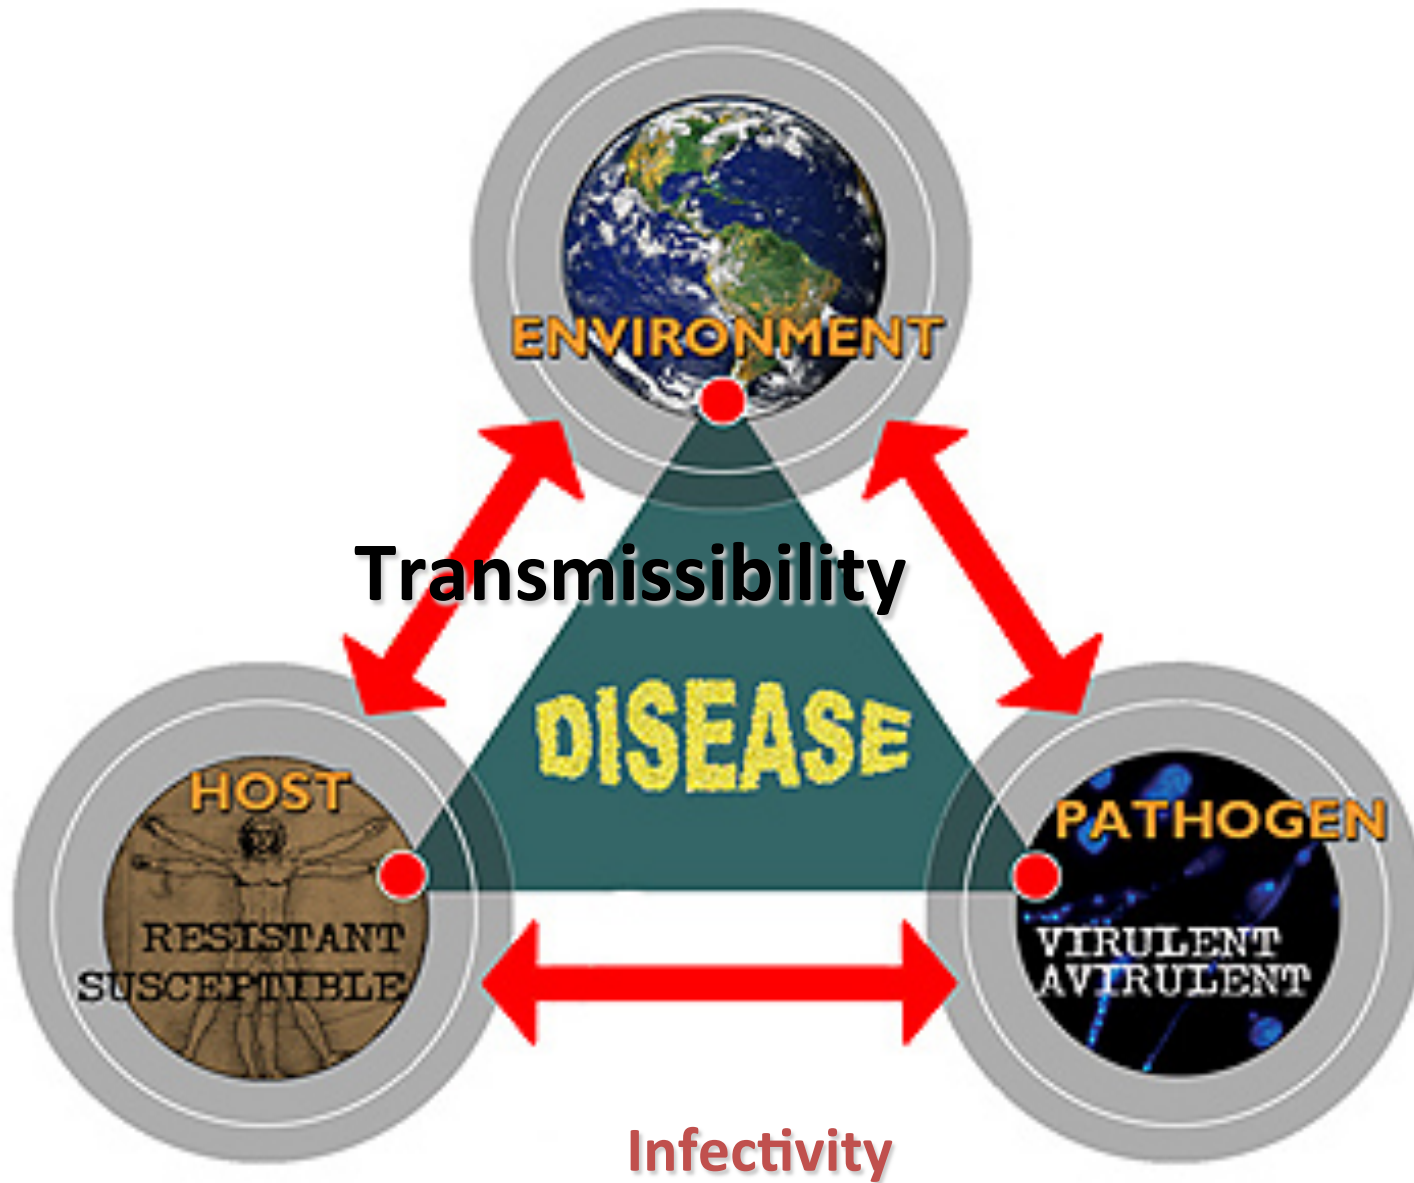 ENVIRONMENT
Transmissibility
DISEASE
HOST
RESISTANT
SUSCEPTIBLE
PATHOGEN
VIRULENT
AVIRULENT
Infectivity